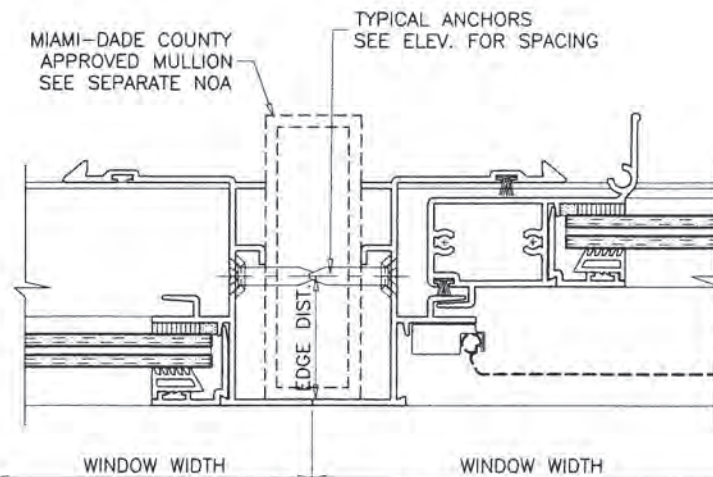 TYPICAL ANCHORS
SEE ELEV. FOR SPACING
MIAMI-DADE COUNTY
APPROVED MULLION
SEE SEPARATE NOA
EDGE DIST.
WINDOW WIDTH
WINDOW WIDTH